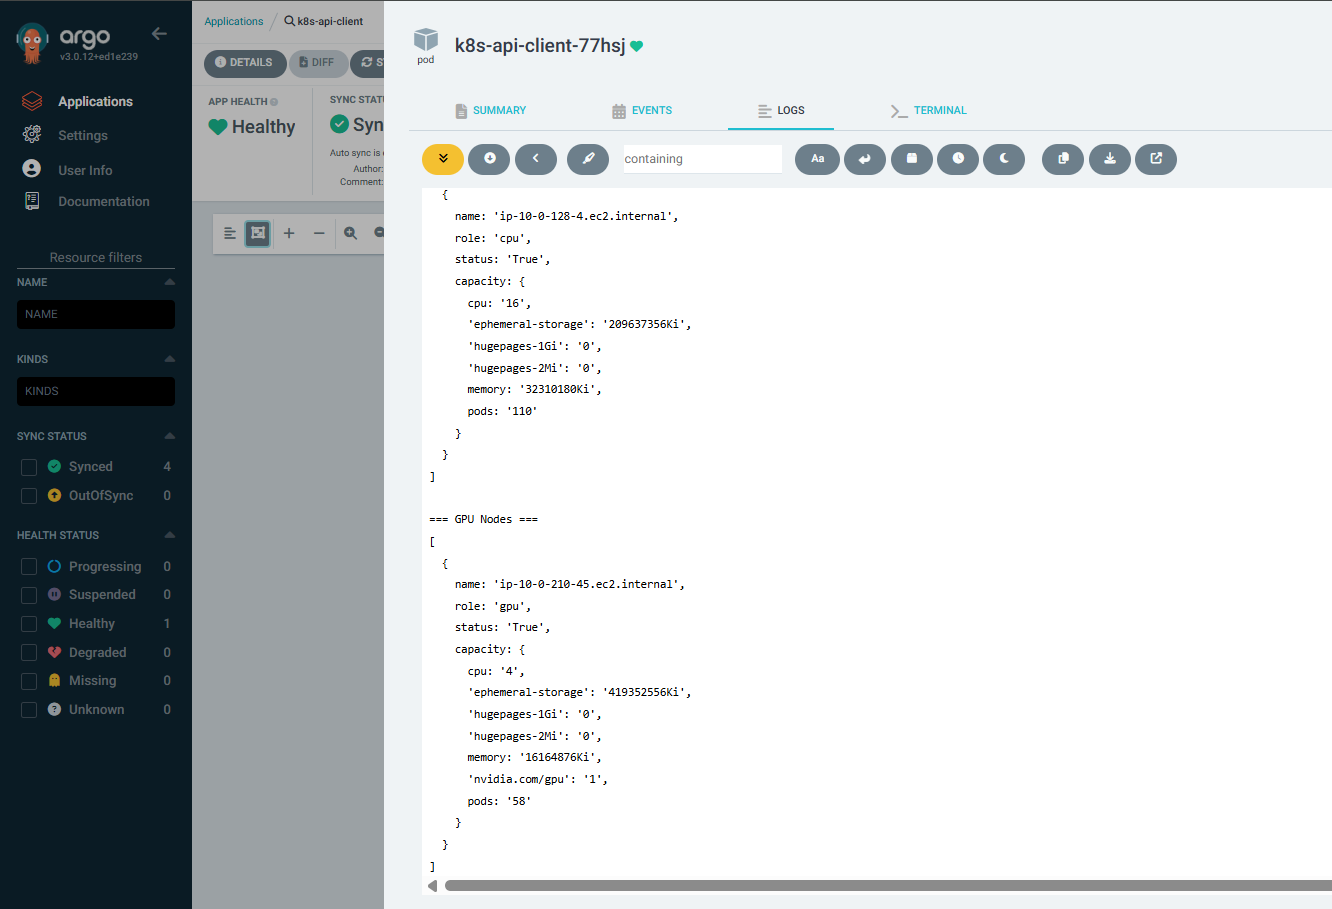 argo
v3.0.12+ed1e239
Applications
Settings
User Info
Documentation
Resource filters
NAME
NAME
KINDS
KINDS
SYNC STATUS
Synced 4
OutOfSync 0
HEALTH STATUS
Progressing 0
Suspended 0
Healthy 1
Degraded 0
Missing 0
Unknown 0
Applications / k8s-api-client
DETAILS DIFF
APP HEALTH
Healthy
SYNC STATU
Syn
Auto sync is
Author:
Comment:
pod
k8s-api-client-77hsj
SUMMARY EVENTS LOGS TERMINAL
containing
Aa
{
name: 'ip-10-0-128-4.ec2.internal',
role: 'cpu',
status: 'True',
capacity: {
cpu: '16',
'ephemeral-storage': '209637356Ki',
'hugepages-1Gi': '0',
'hugepages-2Mi': '0',
memory: '32310180Ki',
pods: '110'
}
}
]
=== GPU Nodes ===
[
{
name: 'ip-10-0-210-45.ec2.internal',
role: 'gpu',
status: 'True',
capacity: {
cpu: '4',
'ephemeral-storage': '419352556Ki',
'hugepages-1Gi': '0',
'hugepages-2Mi': '0',
memory: '16164876Ki',
'nvidia.com/gpu': '1',
pods: '58'
}
}
]